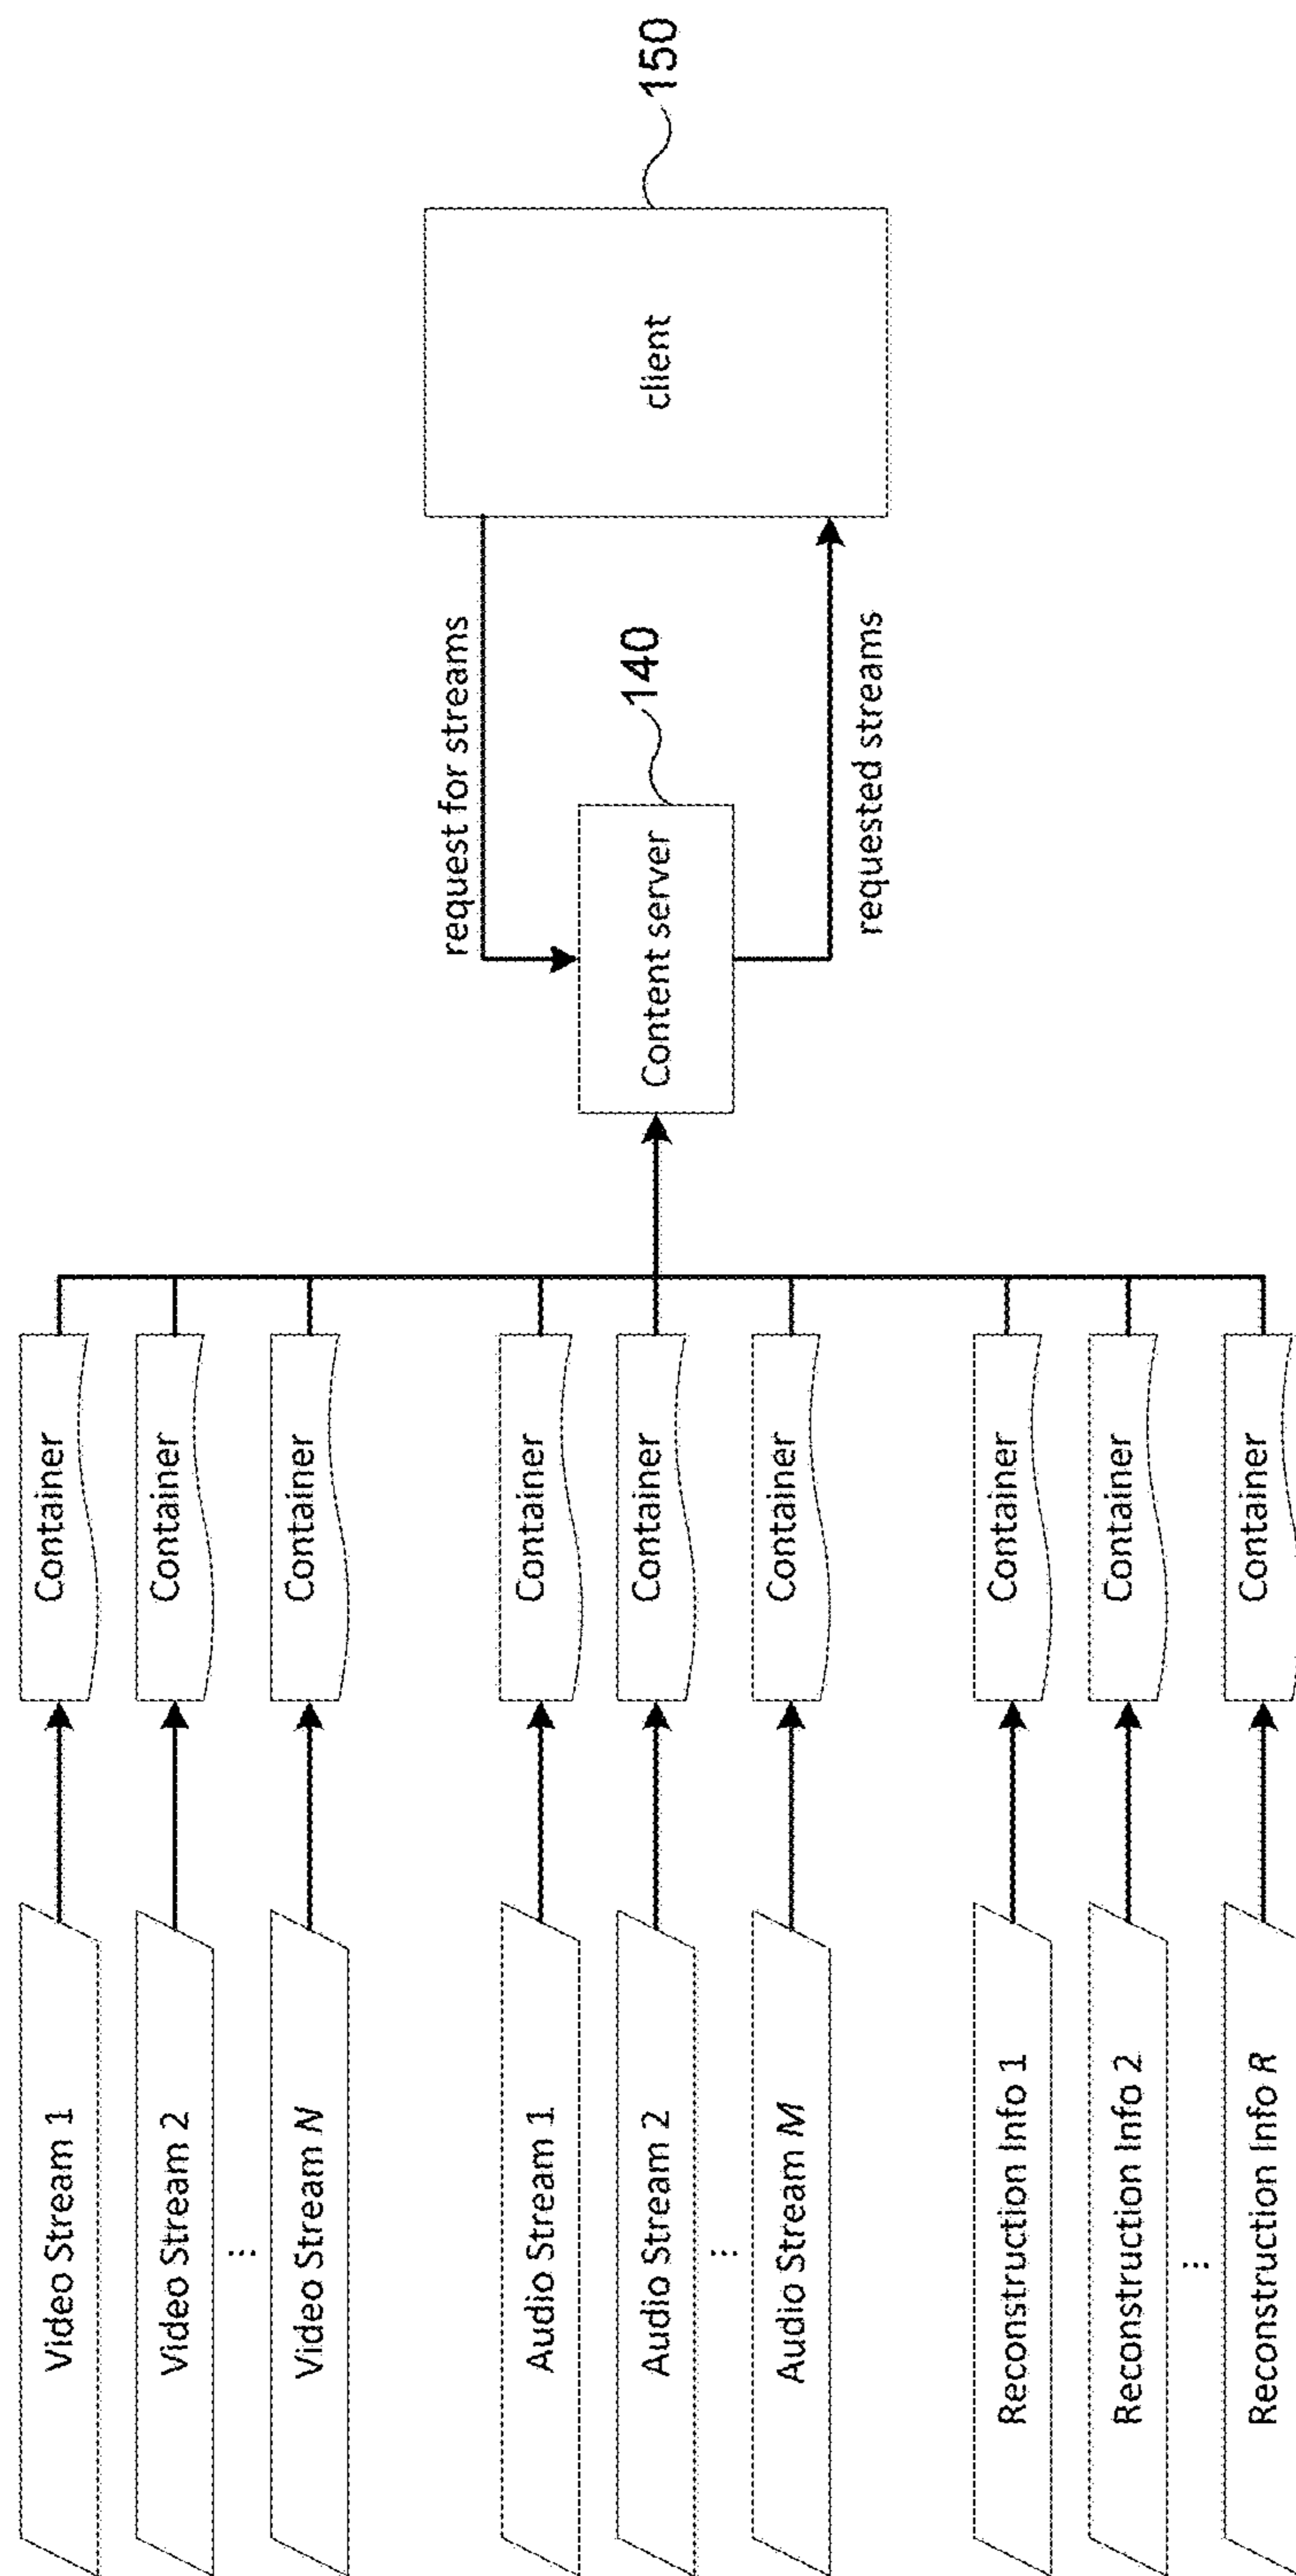 Video Stream 1
Container
Video Stream 2
Container
...
Video Stream N
Container
Audio Stream 1
Container
Audio Stream 2
Container
...
Audio Stream M
Container
Reconstruction Info 1
Container
Reconstruction Info 2
Container
...
Reconstruction Info R
Container
request for streams
Content server
140
requested streams
client
150